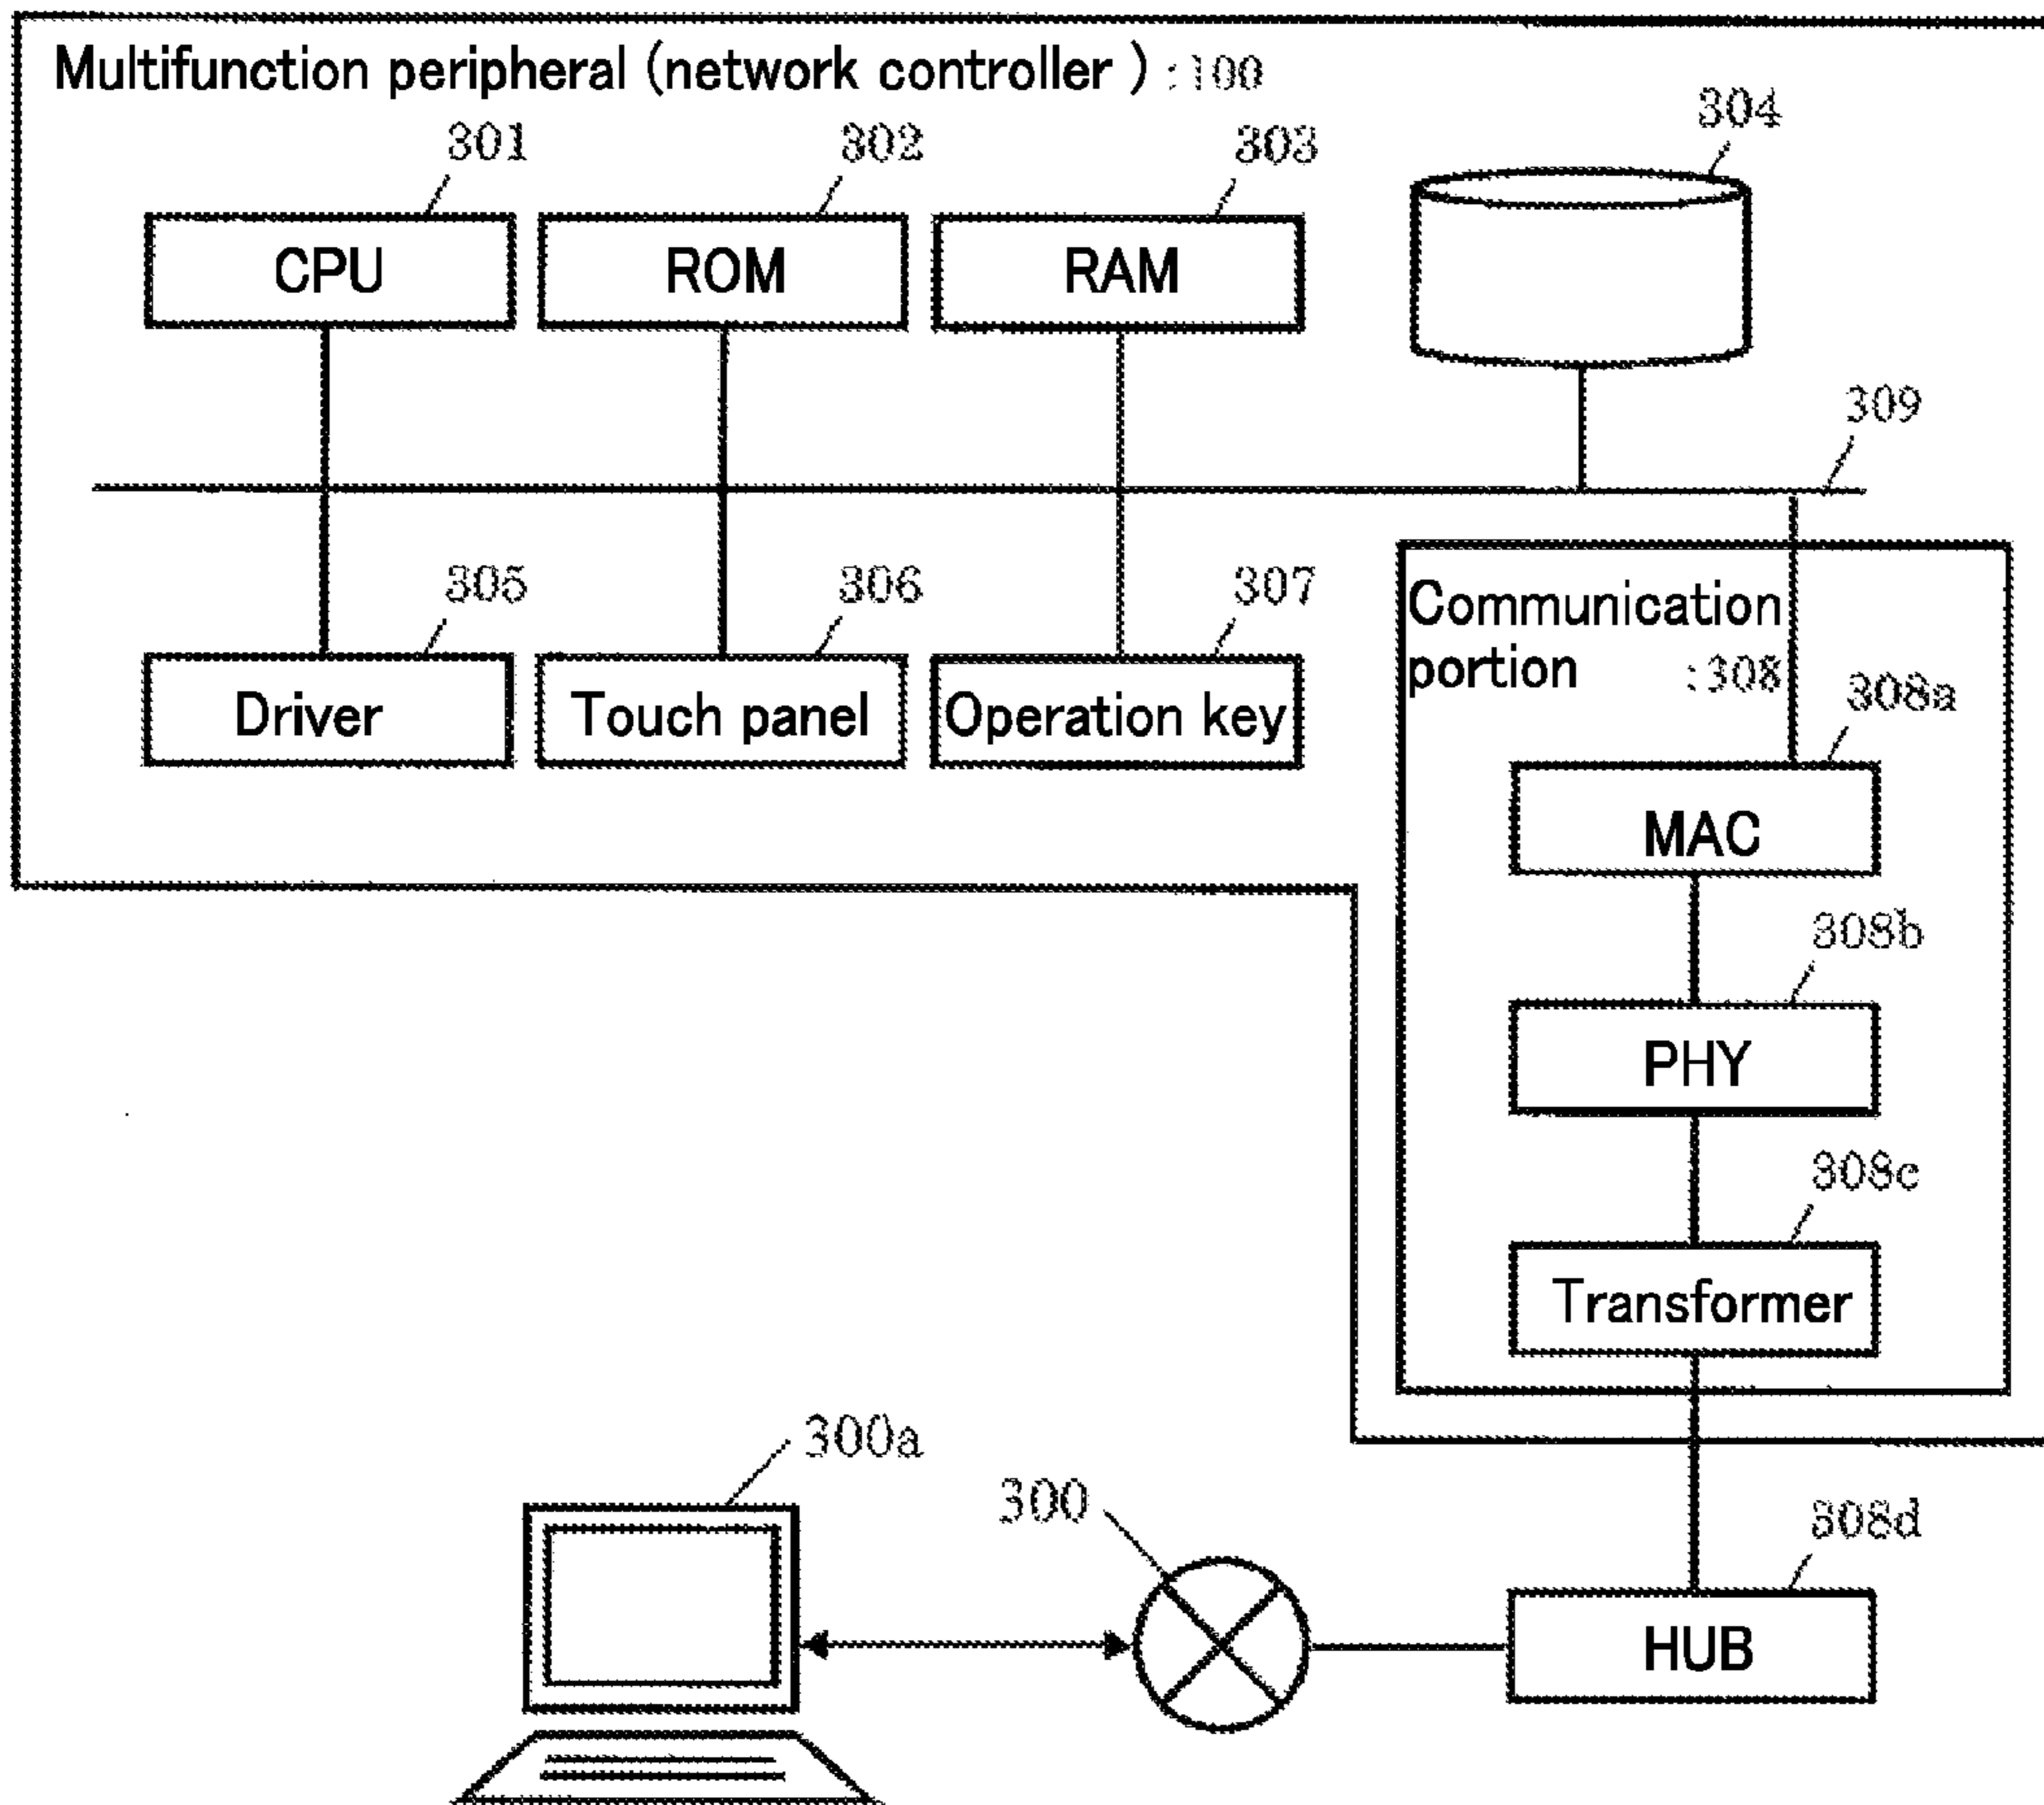 Multifunction peripheral (network controller ) :100
301
302
303
304
CPU
ROM
RAM
309
305
306
307
Driver
Touch panel
Operation key
Communication
portion :308
308a
MAC
308b
PHY
308c
Transformer
300a
300
308d
HUB